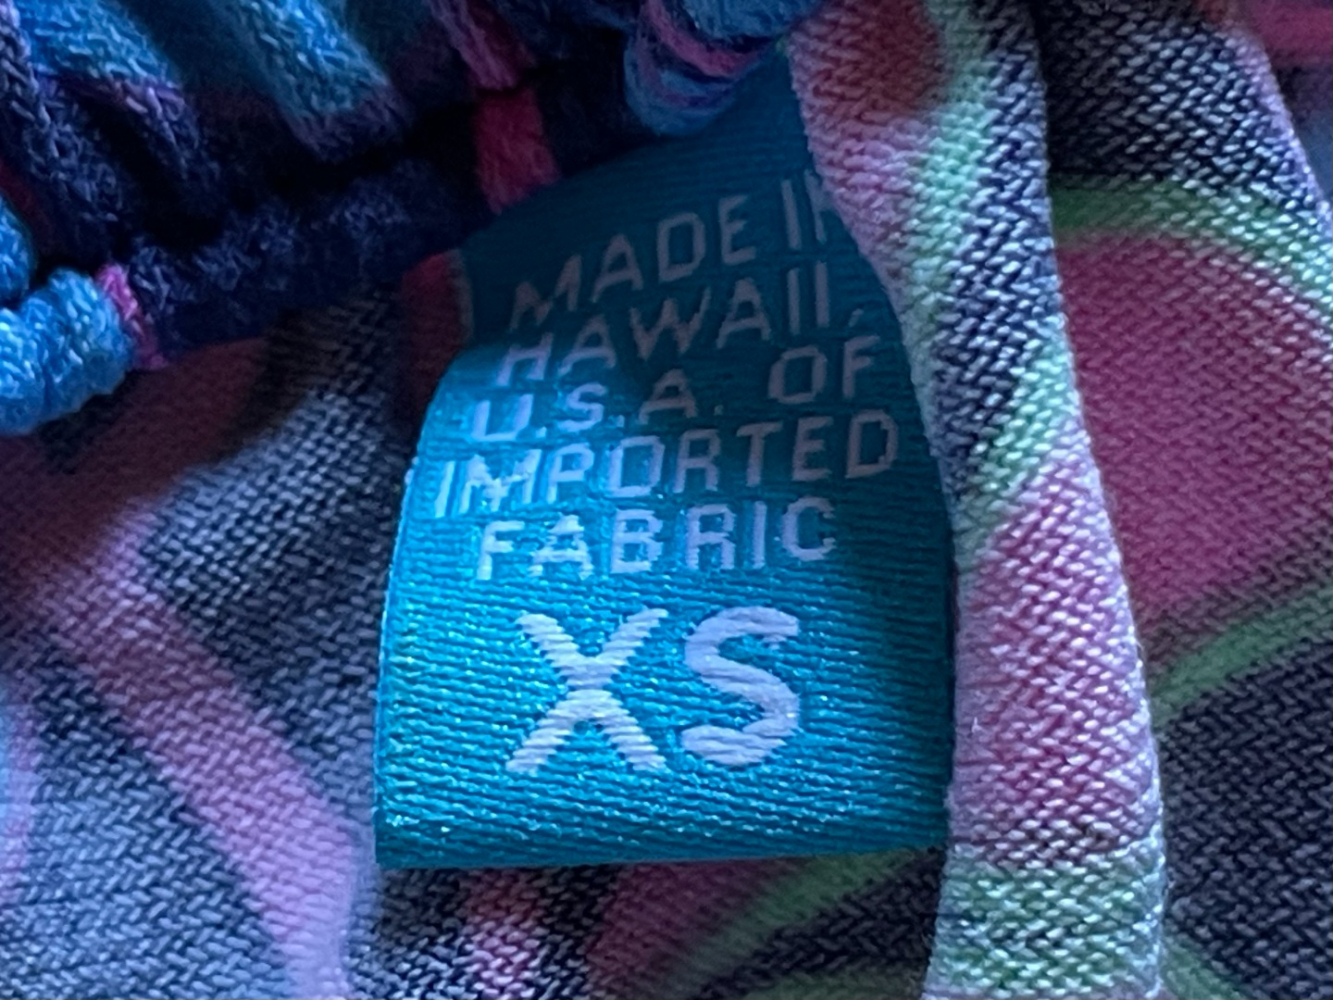 MADE IN
HAWAII,
U.S.A. OF
IMPORTED
FABRIC
XS